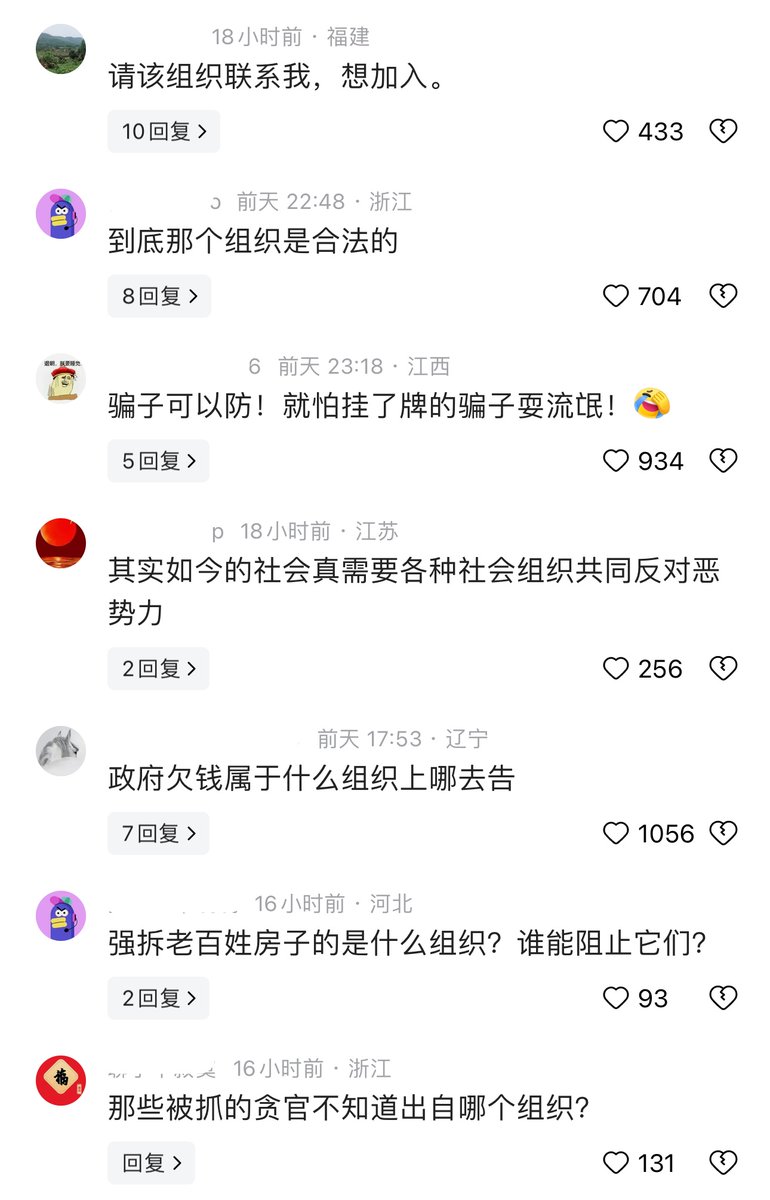 18小时前 · 福建
请该组织联系我，想加入。
10回复
433
前天 22:48 · 浙江
到底那个组织是合法的
8回复
704
6 前天 23:18 · 江西
骗子可以防！就怕挂了牌的骗子耍流氓！🤣
5回复
934
p 18小时前 · 江苏
其实如今的社会真需要各种社会组织共同反对恶
势力
2回复
256
前天 17:53 · 辽宁
政府欠钱属于什么组织上哪去告
7回复
1056
16小时前 · 河北
强拆老百姓房子的是什么组织？谁能阻止它们？
2回复
93
福
16小时前 · 浙江
那些被抓的贪官不知道出自哪个组织？
回复
131